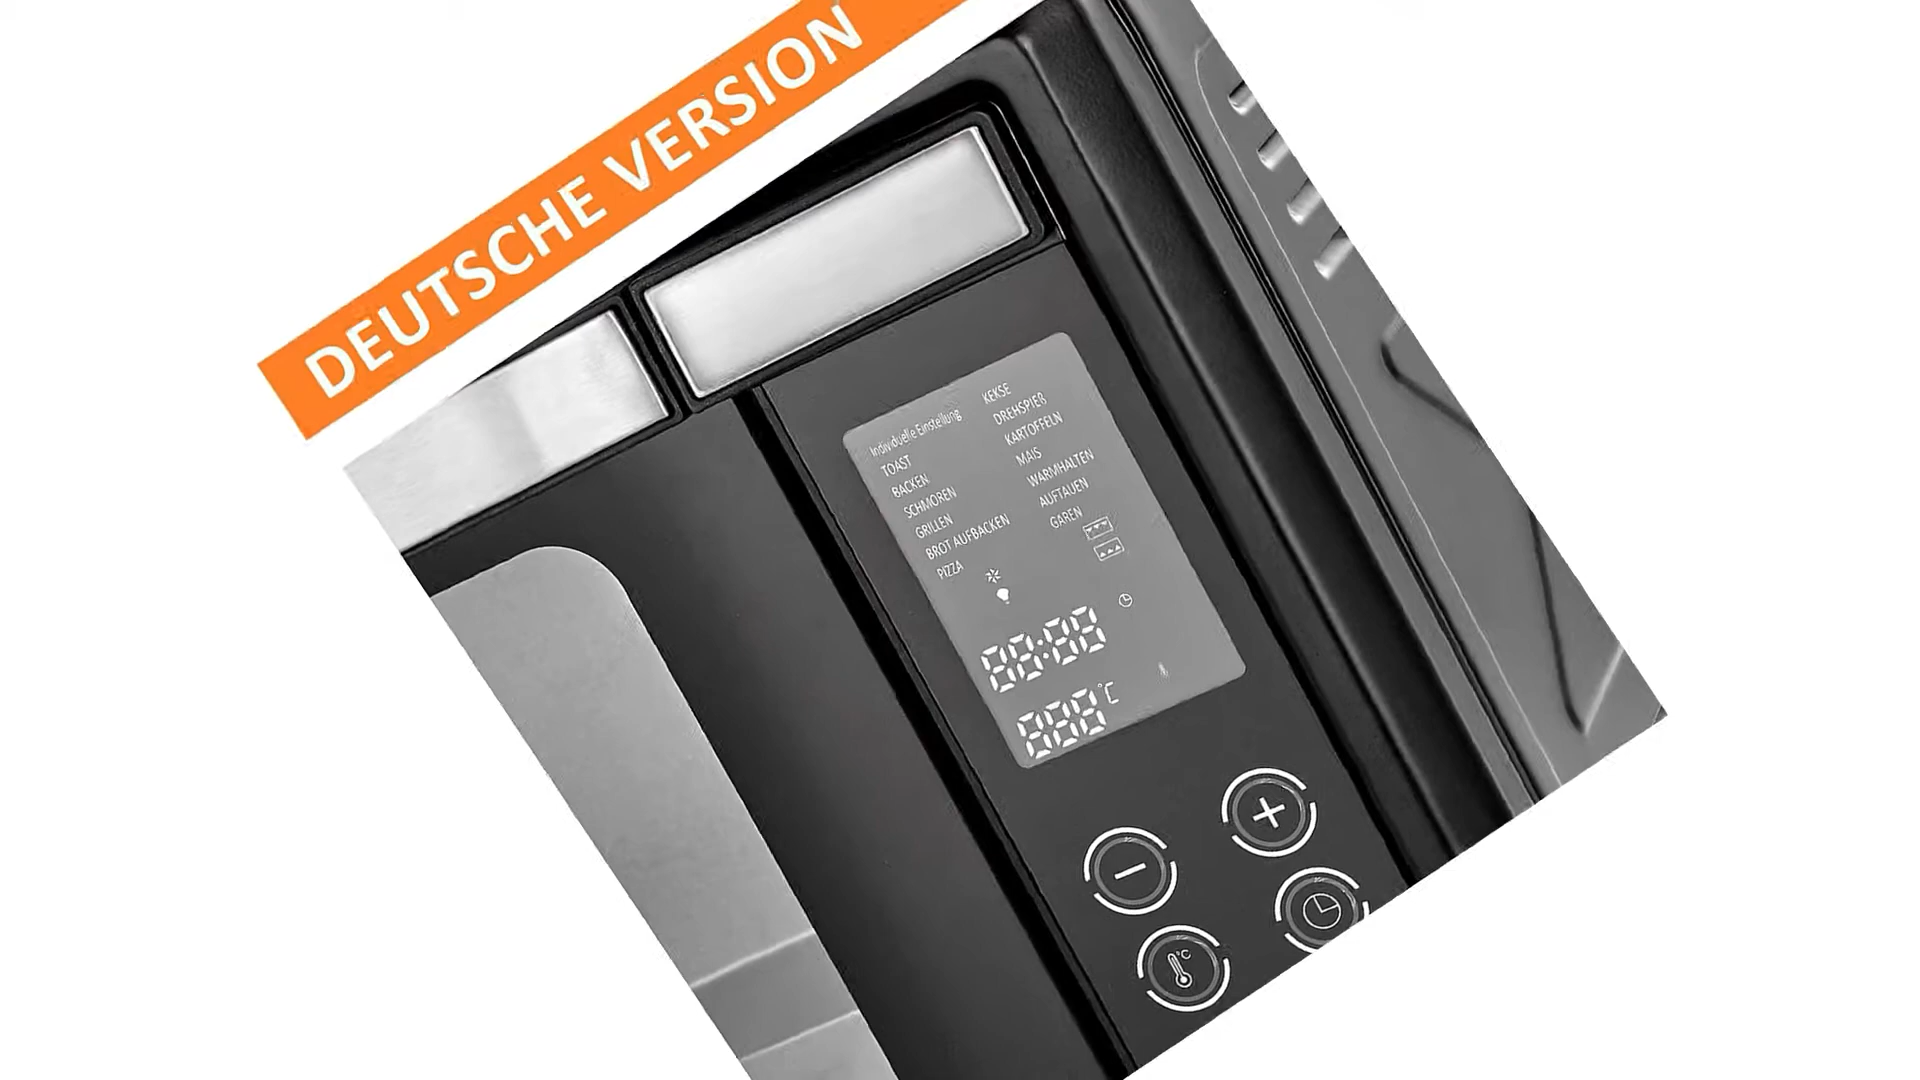 DEUTSCHE VERSION
Individuelle Einstellung
TOAST
BACKEN
SCHMOREN
GRILLEN
BROT AUFBACKEN
PIZZA
KEKSE
DREHSPIEß
KARTOFFELN
MAIS
WARMHALTEN
AUFTAUEN
GAREN
88:88
888°C
− +
°C